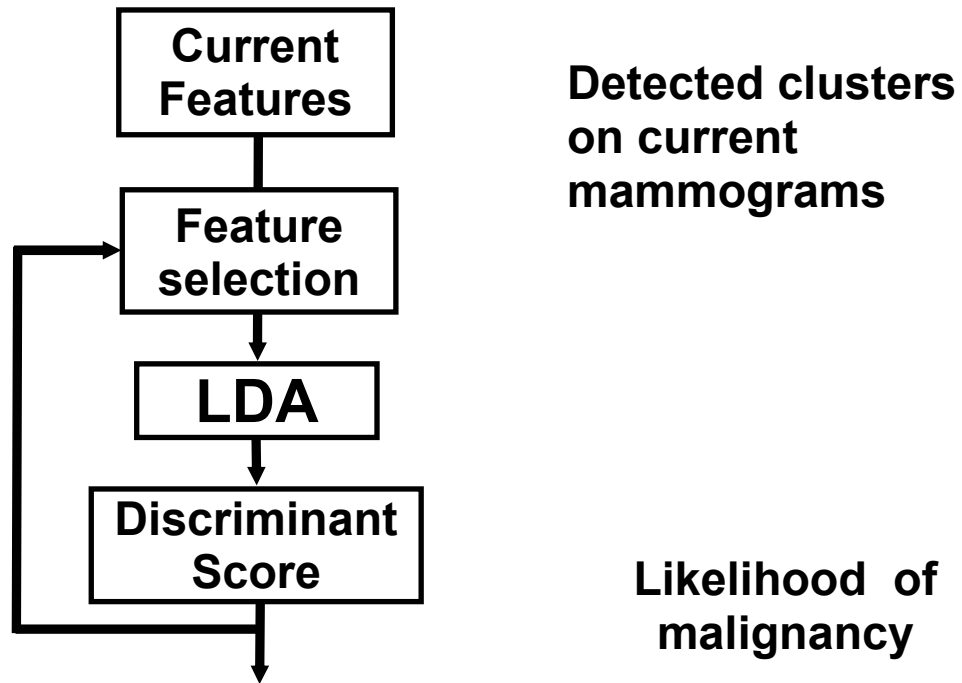 Current
Features
Detected clusters
on current
mammograms
Feature
selection
LDA
Discriminant
Score
Likelihood of
malignancy